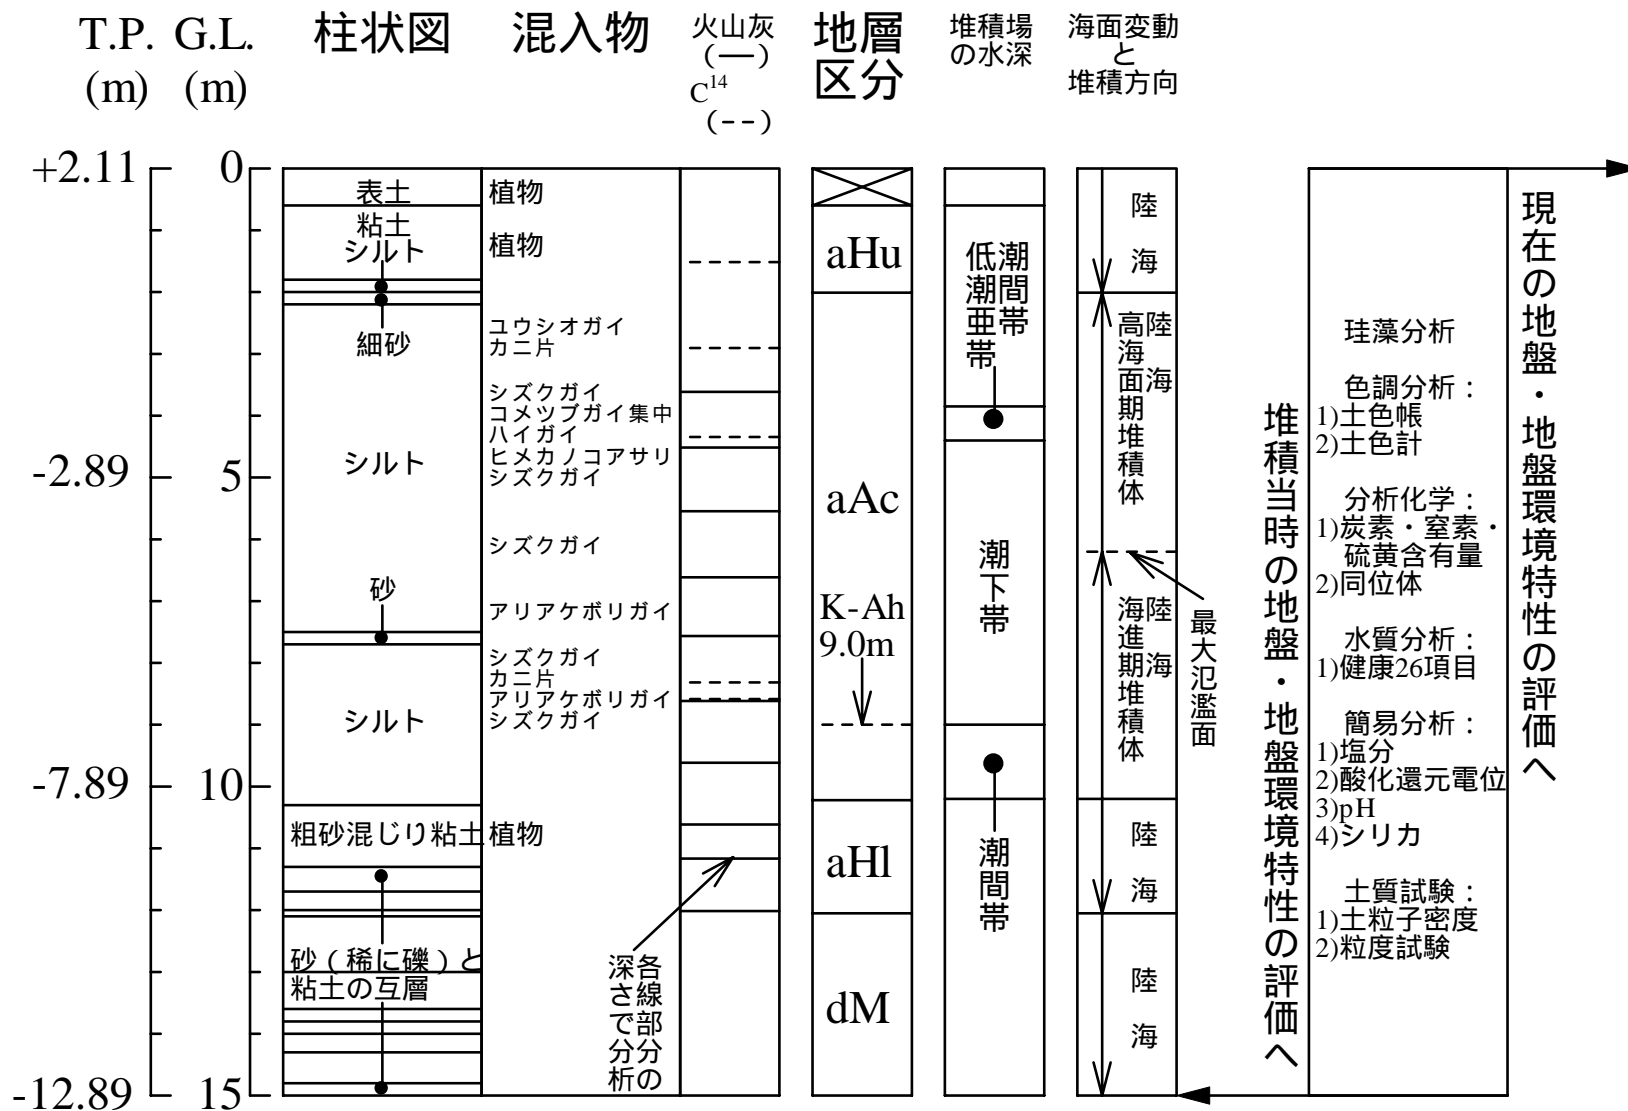 T.P.
(m)
G.L.
(m)
柱状図
混入物
火山灰
(―)
C14
(--)
地層
区分
堆積場
の水深
海面変動
と
堆積方向
+2.11
-2.89
-7.89
-12.89
0
5
10
15
表土
粘土
シルト
細砂
シルト
砂
シルト
粗砂混じり粘土
砂（稀に礫）と
粘土の互層
植物
植物
ユウシオガイ
カニ片
シズクガイ
コメツブガイ集中
ハイガイ
ヒメカノコアサリ
シズクガイ
シズクガイ
アリアケボリガイ
シズクガイ
カニ片
アリアケボリガイ
シズクガイ
植物
各線部分の
深さで分析
aHu
aAc
K-Ah
9.0m
aHl
dM
潮間帯
低潮亜帯
潮下帯
潮間帯
陸
海
陸
海
高海面期堆積体
陸
海
海進期堆積体
最大氾濫面
陸
海
陸
海
堆積当時の地盤・地盤環境特性の評価へ
珪藻分析
色調分析：
1)土色帳
2)土色計
分析化学：
1)炭素・窒素・
硫黄含有量
2)同位体
水質分析：
1)健康26項目
簡易分析：
1)塩分
2)酸化還元電位
3)pH
4)シリカ
土質試験：
1)土粒子密度
2)粒度試験
現在の地盤・地盤環境特性の評価へ